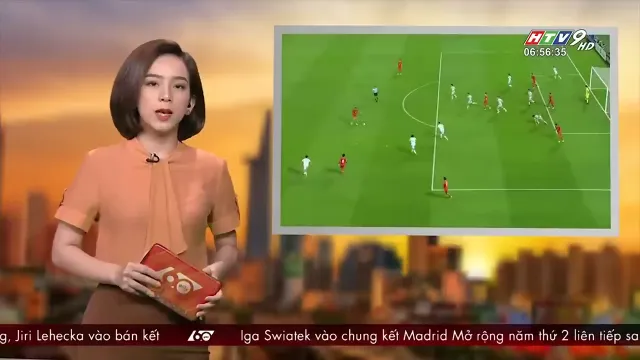 HTV9 HD
06:56:35
g, Jiri Lehecka vào bán kết 60 Iga Swiatek vào chung kết Madrid Mở rộng năm thứ 2 liên tiếp sa